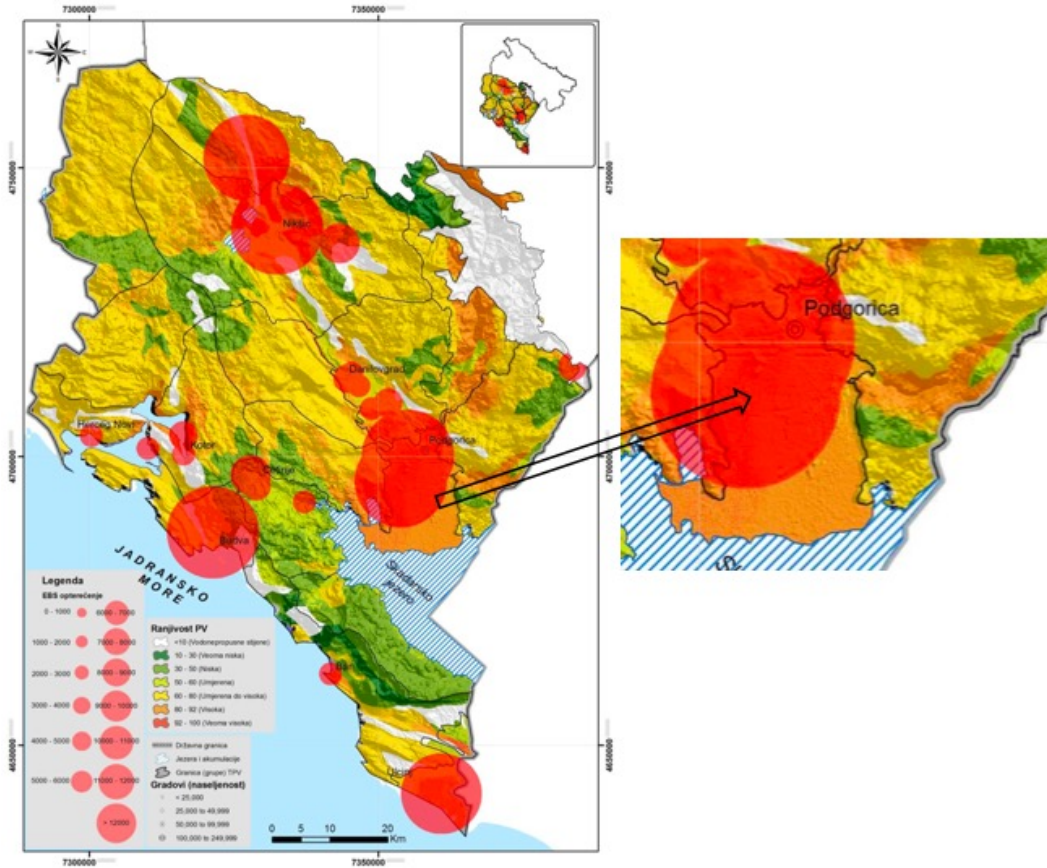 7300000
7350000
N
W
E
S
4750000
4750000
Nikšić
Podgorica
Danilovgrad
Herceg Novi
Kotor
Podgorica
Cetinje
4700000
4700000
Budva
JADRANSKO
MORE
Skadarsko
jezero
Legenda
EBS opterećenje
0 - 1000
6000 - 7000
1000 - 2000
7000 - 8000
2000 - 3000
8000 - 9000
3000 - 4000
9000 - 10000
4000 - 5000
10000 - 11000
5000 - 6000
11000 - 12000
> 12000
Ranjivost PV
<10 (Vodonepropusne stijene)
10 - 30 (Veoma niska)
30 - 50 (Niska)
50 - 60 (Umjerena)
60 - 80 (Umjerena do visoka)
80 - 92 (Visoka)
92 - 100 (Veoma visoka)
Državna granica
Jezera i akumulacije
Granica (grupe) TPV
Gradovi (naseljenost)
< 25,000
25,000 to 49,999
50,000 to 99,999
100,000 to 249,999
Bar
4650000
4650000
Ulcinj
0 5 10 20
Km
7300000
7350000